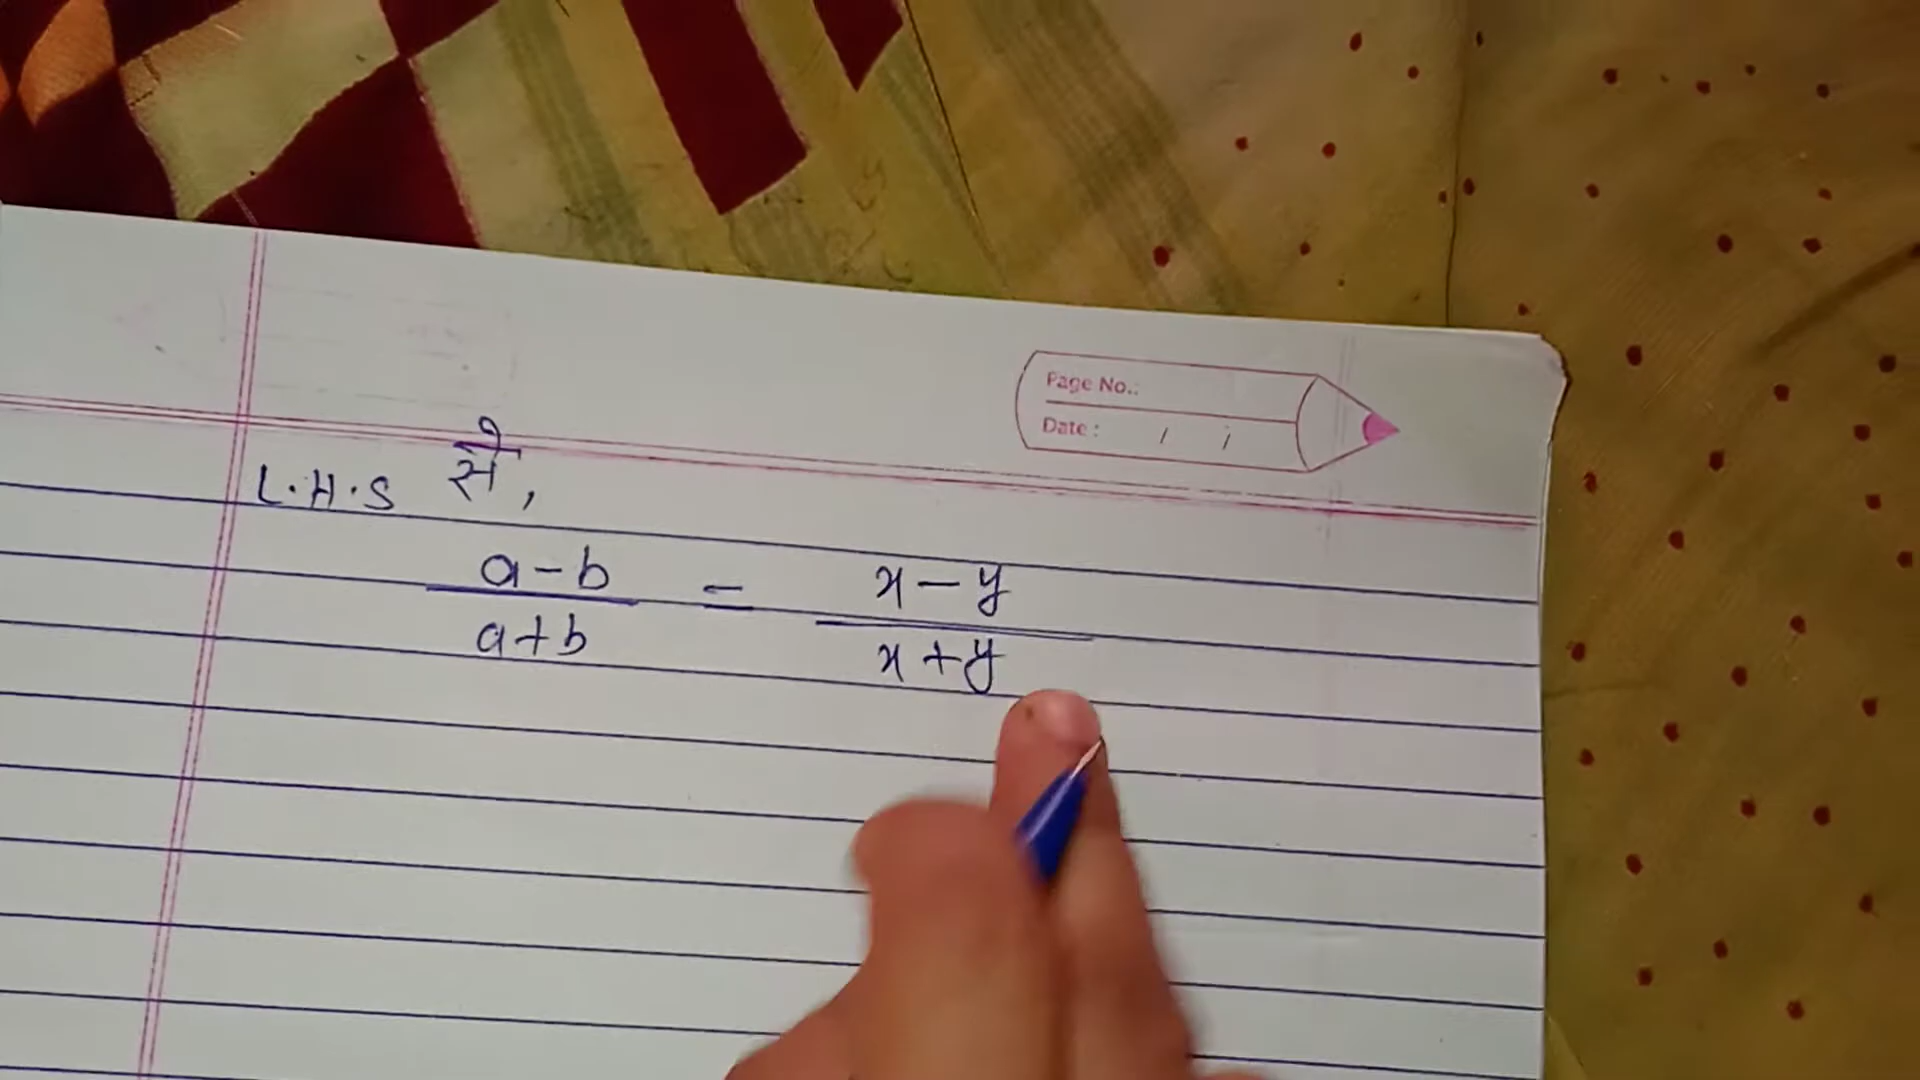 Page No.:
Date : / /
L.H.S से,
a-b = x-y
a+b x+y